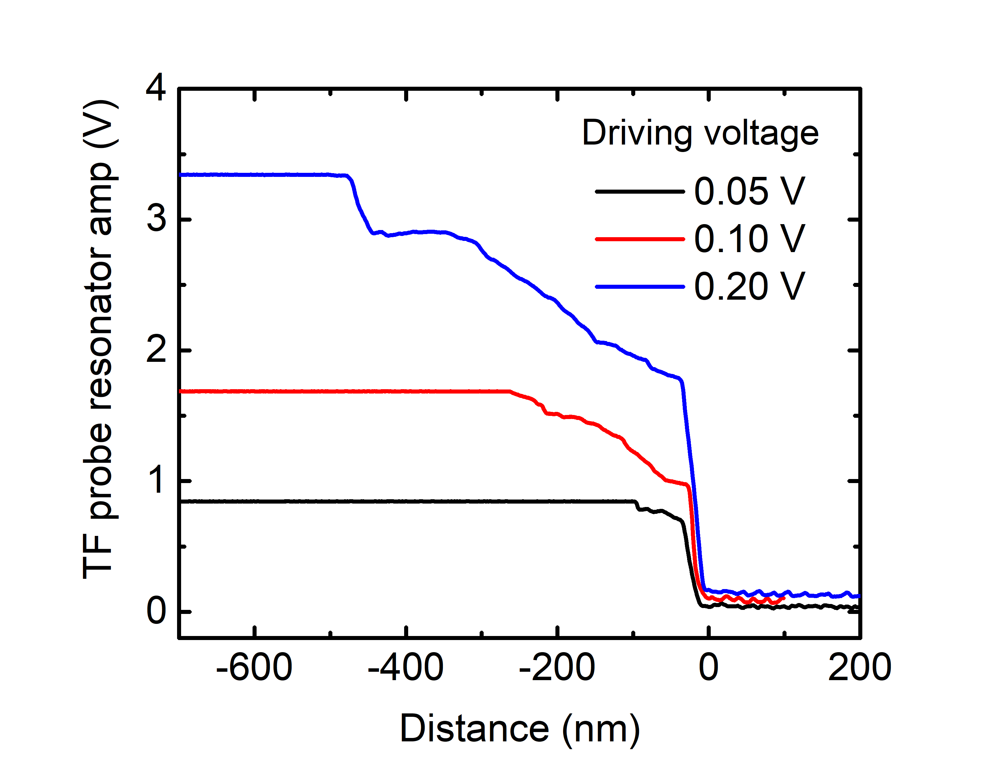 TF probe resonator amp (V)
4
3
2
1
0
Driving voltage
0.05 V
0.10 V
0.20 V
-600
-400
-200
0
200
Distance (nm)